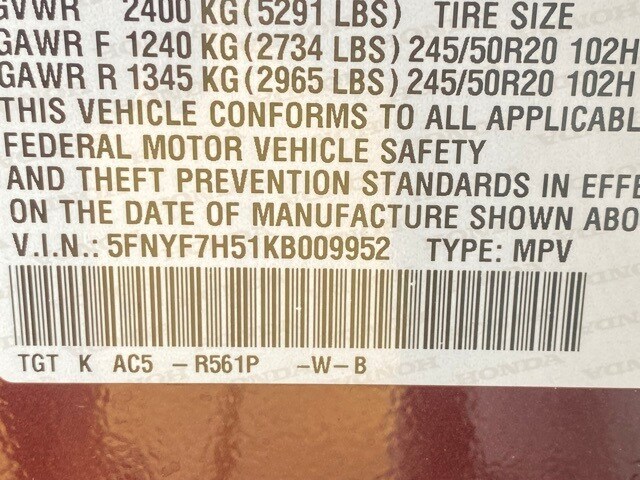 GVWR 2400 KG(5291 LBS) TIRE SIZE
GAWR F 1240 KG(2734 LBS) 245/50R20 102H
GAWR R 1345 KG(2965 LBS) 245/50R20 102H
THIS VEHICLE CONFORMS TO ALL APPLICABL
FEDERAL MOTOR VEHICLE SAFETY
AND THEFT PREVENTION STANDARDS IN EFFE
ON THE DATE OF MANUFACTURE SHOWN ABO
V.I.N.: 5FNYF7H51KB009952 TYPE: MPV
TGT K AC5 – R561P –W–B
HONDA